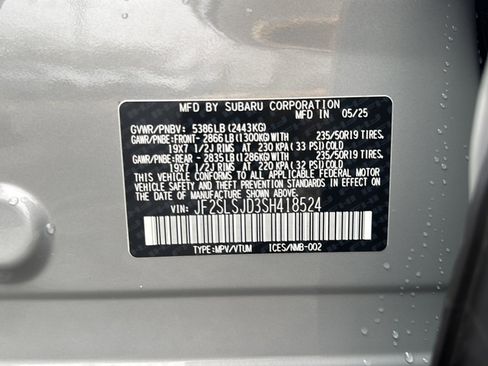 MFD. BY SUBARU CORPORATION
MFD IN 05/25
GVWR/PNBV: 5386LB(2443KG)
GAWR/PNBE:FRONT- 2866LB(1300KG)WITH 235/50R19 TIRES,
19X7 1/2J RIMS AT 230 KPA(33 PSI)COLD
GAWR/PNBE:REAR - 2835LB(1286KG)WITH 235/50R19 TIRES,
19X7 1/2J RIMS AT 220 KPA(32 PSI)COLD
THIS VEHICLE CONFORMS TO ALL APPLICABLE FEDERAL MOTOR
VEHICLE SAFETY, BUMPER, AND THEFT PREVENTION STANDARDS
IN EFFECT ON THE DATE OF MANUFACTURE SHOWN ABOVE.
VIN: JF2SLSJD3SH418524
TYPE:MPV/VTUM ICES/NMB-002